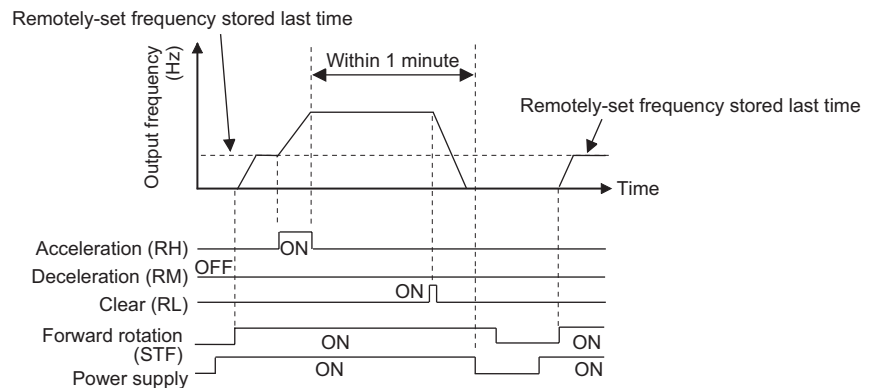 Remotely-set frequency stored last time
Output frequency
(Hz)
Within 1 minute
Remotely-set frequency stored last time
Time
Acceleration (RH)
ON
Deceleration (RM)
OFF
Clear (RL)
ON
Forward rotation
(STF)
ON
ON
Power supply
ON
ON